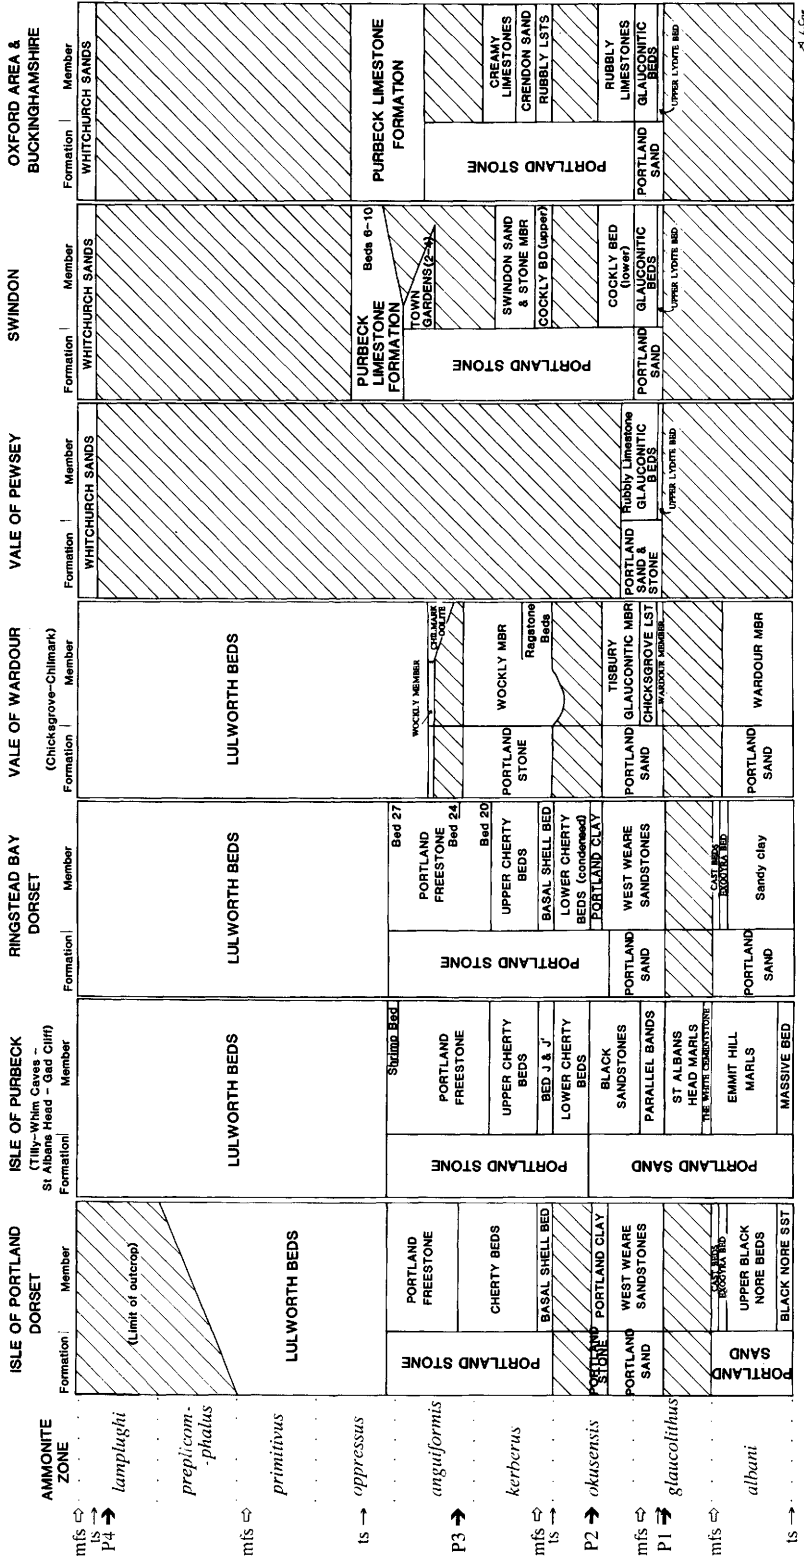 AMMONITE
ZONE
mfs
ts
P4
lamplughi
preplicom-
-phalus
mfs
primitivus
ts
oppressus
P3
anguiformis
mfs
ts
kerberus
P2
okusensis
mfs
P1
glaucolithus
mfs
albani
ts
ISLE OF PORTLAND
DORSET
Formation
Member
(Limit of outcrop)
LULWORTH BEDS
PORTLAND STONE
PORTLAND
FREESTONE
CHERTY BEDS
BASAL SHELL BED
PORTLAND
STONE
PORTLAND CLAY
PORTLAND
SAND
WEST WEARE
SANDSTONES
CAST BEDS
EXOGYRA BED
PORTLAND
SAND
UPPER BLACK
NORE BEDS
BLACK NORE SST
ISLE OF PURBECK
(Tilly-Whim Caves -
St Albans Head - Gad Cliff)
Formation
Member
LULWORTH BEDS
Shrimp Bed
PORTLAND STONE
PORTLAND
FREESTONE
UPPER CHERTY
BEDS
BED J & J'
LOWER CHERTY
BEDS
PORTLAND SAND
BLACK
SANDSTONES
PARALLEL BANDS
ST ALBANS
HEAD MARLS
THE WHITE CEMENTSTONE
EMMIT HILL
MARLS
MASSIVE BED
RINGSTEAD BAY
DORSET
Formation
Member
LULWORTH BEDS
Bed 27
PORTLAND STONE
PORTLAND
FREESTONE
Bed 24
Bed 20
UPPER CHERTY
BEDS
BASAL SHELL BED
LOWER CHERTY
BEDS (condensed)
PORTLAND CLAY
PORTLAND
SAND
WEST WEARE
SANDSTONES
CAST BEDS
EXOGYRA BED
PORTLAND
SAND
Sandy clay
VALE OF WARDOUR
(Chicksgrove-Chilmark)
Formation
Member
LULWORTH BEDS
WOCKLY MEMBER
CHILMARK
OOLITE
PORTLAND
STONE
WOCKLY MBR
Ragstone
Beds
PORTLAND
SAND
TISBURY
GLAUCONITIC MBR
CHICKSGROVE LST
WARDOUR MEMBER
PORTLAND
SAND
WARDOUR MBR
VALE OF PEWSEY
Formation
Member
WHITCHURCH SANDS
PORTLAND
SAND &
STONE
Rubbly Limestone
GLAUCONITIC
BEDS
UPPER LYDITE BED
SWINDON
Formation
Member
WHITCHURCH SANDS
PURBECK
LIMESTONE
FORMATION
Beds 6-10
TOWN
GARDENS(2-4)
PORTLAND STONE
SWINDON SAND
& STONE MBR
COCKLY BD(upper)
COCKLY BED
(lower)
PORTLAND
SAND
GLAUCONITIC
BEDS
UPPER LYDITE BED
OXFORD AREA &
BUCKINGHAMSHIRE
Formation
Member
WHITCHURCH SANDS
PURBECK LIMESTONE
FORMATION
PORTLAND STONE
CREAMY
LIMESTONES
CRENDON SAND
RUBBLY LSTS
RUBBLY
LIMESTONES
PORTLAND
SAND
GLAUCONITIC
BEDS
UPPER LYDITE BED